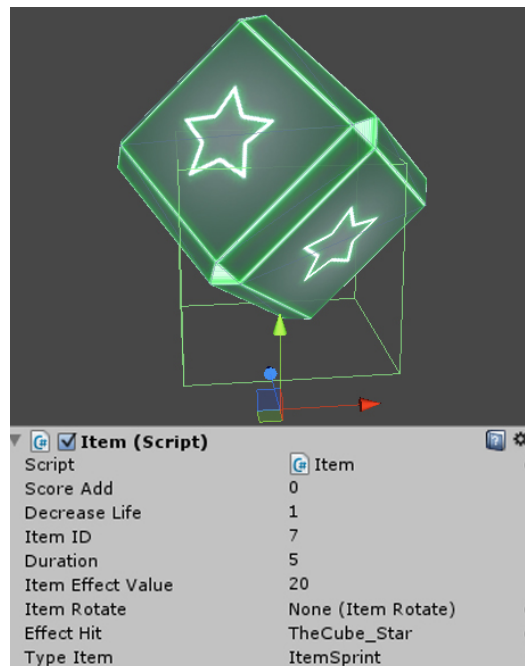 Item (Script)
Script Item
Score Add 0
Decrease Life 1
Item ID 7
Duration 5
Item Effect Value 20
Item Rotate None (Item Rotate)
Effect Hit TheCube_Star
Type Item ItemSprint